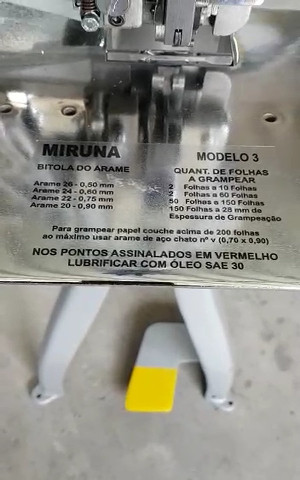 MIRUNA MODELO 3
BITOLA DO ARAME QUANT. DE FOLHAS
A GRAMPEAR
Arame 26 - 0,50 mm 2 Folhas a 10 Folhas
Arame 24 - 0,60 mm 2 Folhas a 60 Folhas
Arame 22 - 0,75 mm 50 Folhas a 150 Folhas
Arame 20 - 0,90 mm 150 Folhas a 28 mm de
Espessura de Grampeação
Para grampear papel couche acima de 200 folhas
ao máximo usar arame de aço chato nº v (0,70 x 0,90)
NOS PONTOS ASSINALADOS EM VERMELHO
LUBRIFICAR COM ÓLEO SAE 30